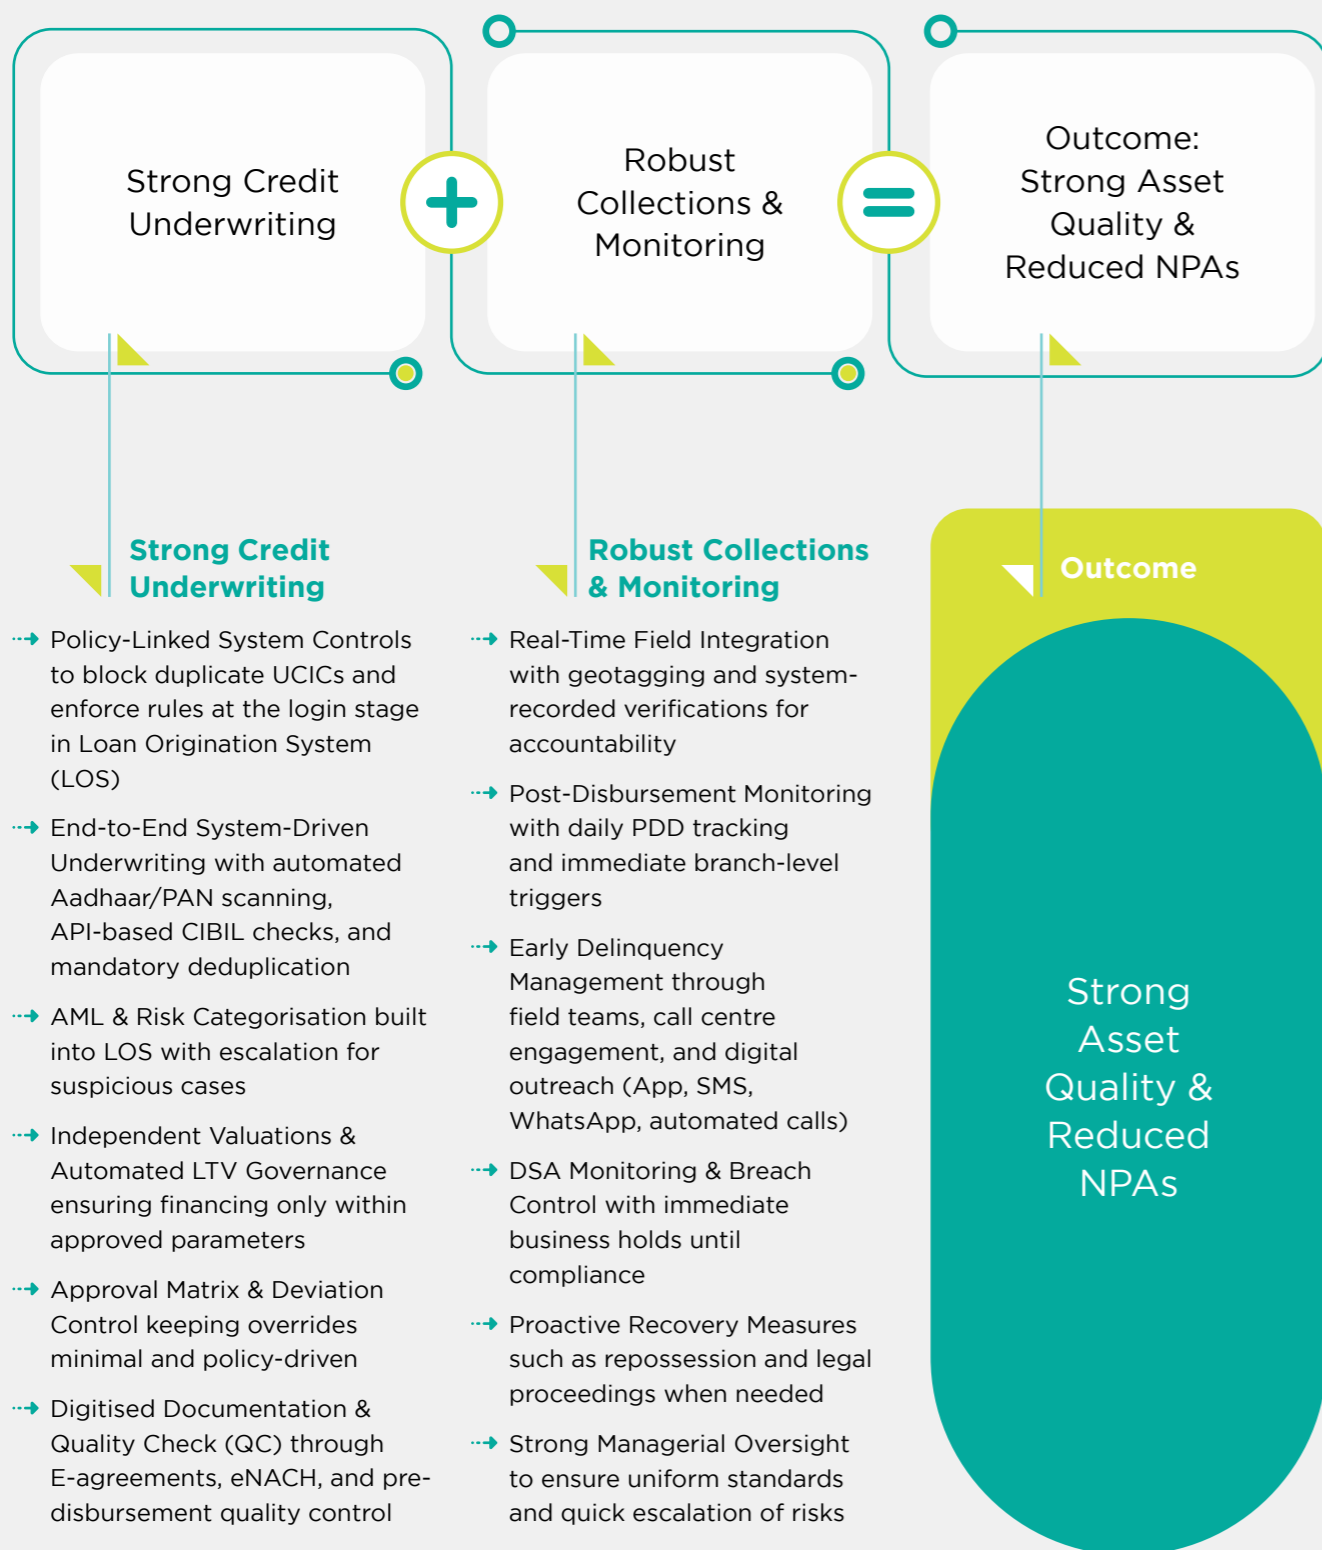 Strong Credit
Underwriting
+
Robust
Collections &
Monitoring
=
Outcome:
Strong Asset
Quality &
Reduced NPAs
Strong Credit
Underwriting
Policy-Linked System Controls
to block duplicate UCICs and
enforce rules at the login stage
in Loan Origination System
(LOS)
End-to-End System-Driven
Underwriting with automated
Aadhaar/PAN scanning,
API-based CIBIL checks, and
mandatory deduplication
AML & Risk Categorisation built
into LOS with escalation for
suspicious cases
Independent Valuations &
Automated LTV Governance
ensuring financing only within
approved parameters
Approval Matrix & Deviation
Control keeping overrides
minimal and policy-driven
Digitised Documentation &
Quality Check (QC) through
E-agreements, eNACH, and pre-
disbursement quality control
Robust Collections
& Monitoring
Real-Time Field Integration
with geotagging and system-
recorded verifications for
accountability
Post-Disbursement Monitoring
with daily PDD tracking
and immediate branch-level
triggers
Early Delinquency
Management through
field teams, call centre
engagement, and digital
outreach (App, SMS,
WhatsApp, automated calls)
DSA Monitoring & Breach
Control with immediate
business holds until
compliance
Proactive Recovery Measures
such as repossession and legal
proceedings when needed
Strong Managerial Oversight
to ensure uniform standards
and quick escalation of risks
Outcome
Strong
Asset
Quality &
Reduced
NPAs